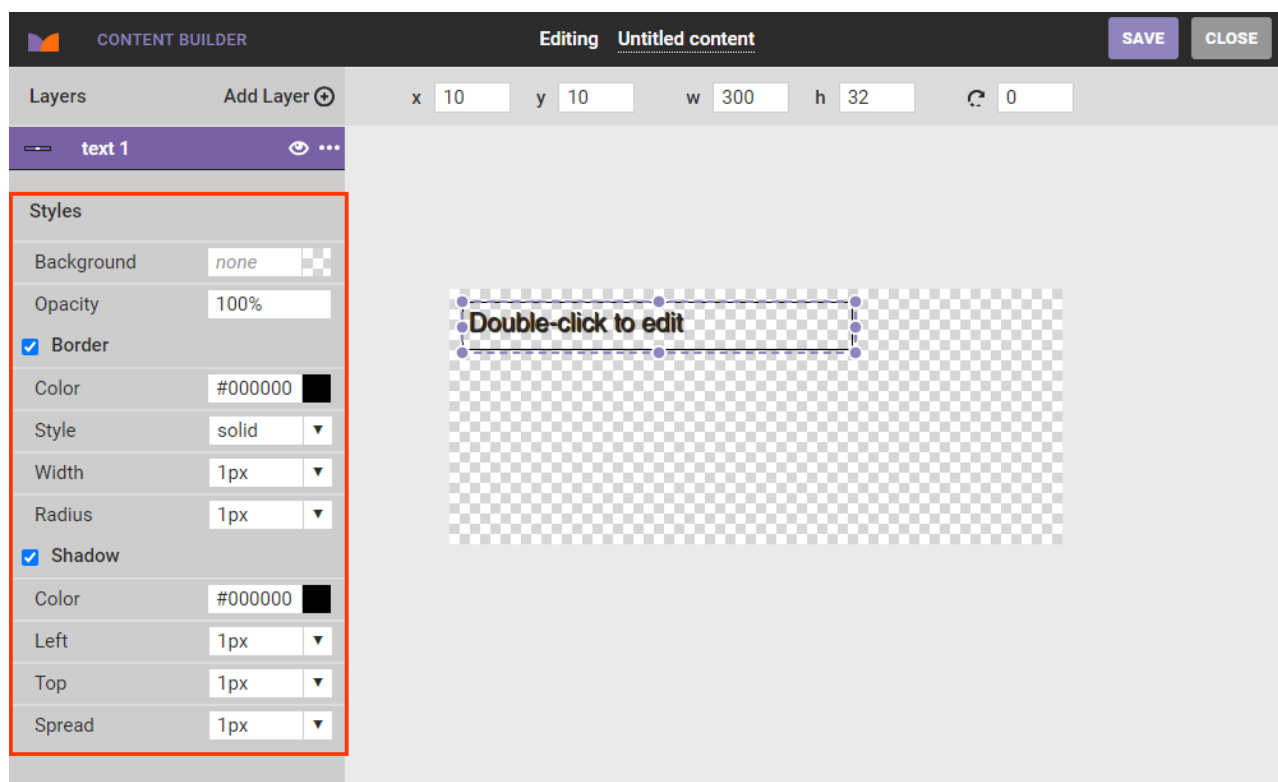 CONTENT BUILDER Editing Untitled content SAVE CLOSE
Layers Add Layer x 10 y 10 w 300 h 32 0
text 1
Styles
Background none
Opacity 100%
Border
Color #000000
Style solid
Width 1px
Radius 1px
Shadow
Color #000000
Left 1px
Top 1px
Spread 1px
Double-click to edit